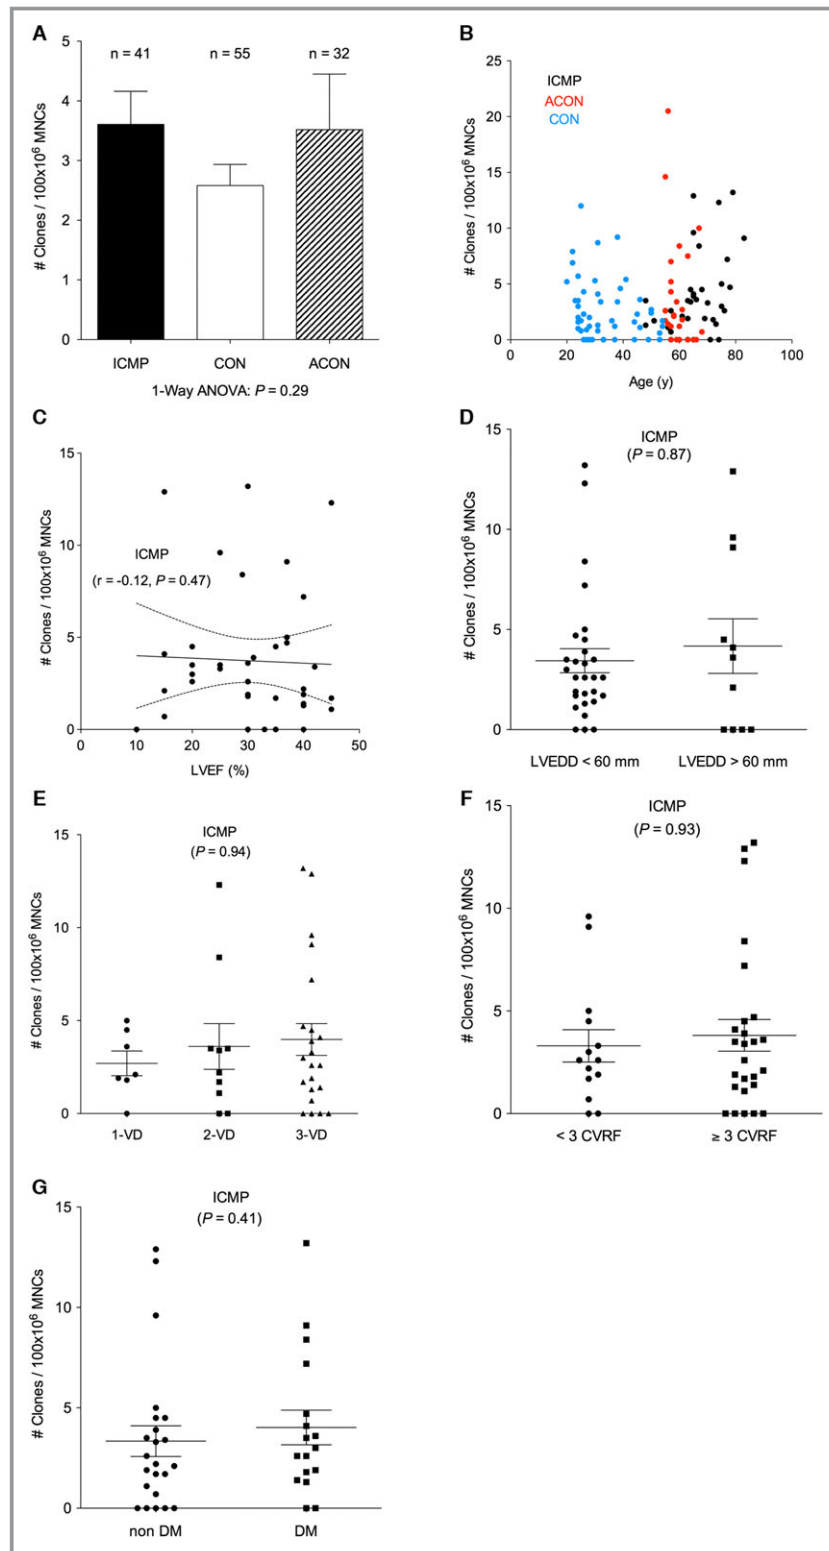 A
n = 41 n = 55 n = 32
# Clones / 100x10⁶ MNCs
5
4
3
2
1
0
ICMP CON ACON
1-Way ANOVA: P = 0.29
B
ICMP
ACON
CON
# Clones / 100x10⁶ MNCs
25
20
15
10
5
0
0 20 40 60 80 100
Age (y)
C
ICMP
(r = -0.12, P = 0.47)
# Clones / 100x10⁶ MNCs
15
10
5
0
0 10 20 30 40 50
LVEF (%)
D
ICMP
(P = 0.87)
# Clones / 100x10⁶ MNCs
15
10
5
0
LVEDD < 60 mm LVEDD > 60 mm
E
ICMP
(P = 0.94)
# Clones / 100x10⁶ MNCs
15
10
5
0
1-VD 2-VD 3-VD
F
ICMP
(P = 0.93)
# Clones / 100x10⁶ MNCs
15
10
5
0
< 3 CVRF ≥ 3 CVRF
G
ICMP
(P = 0.41)
# Clones / 100x10⁶ MNCs
15
10
5
0
non DM DM